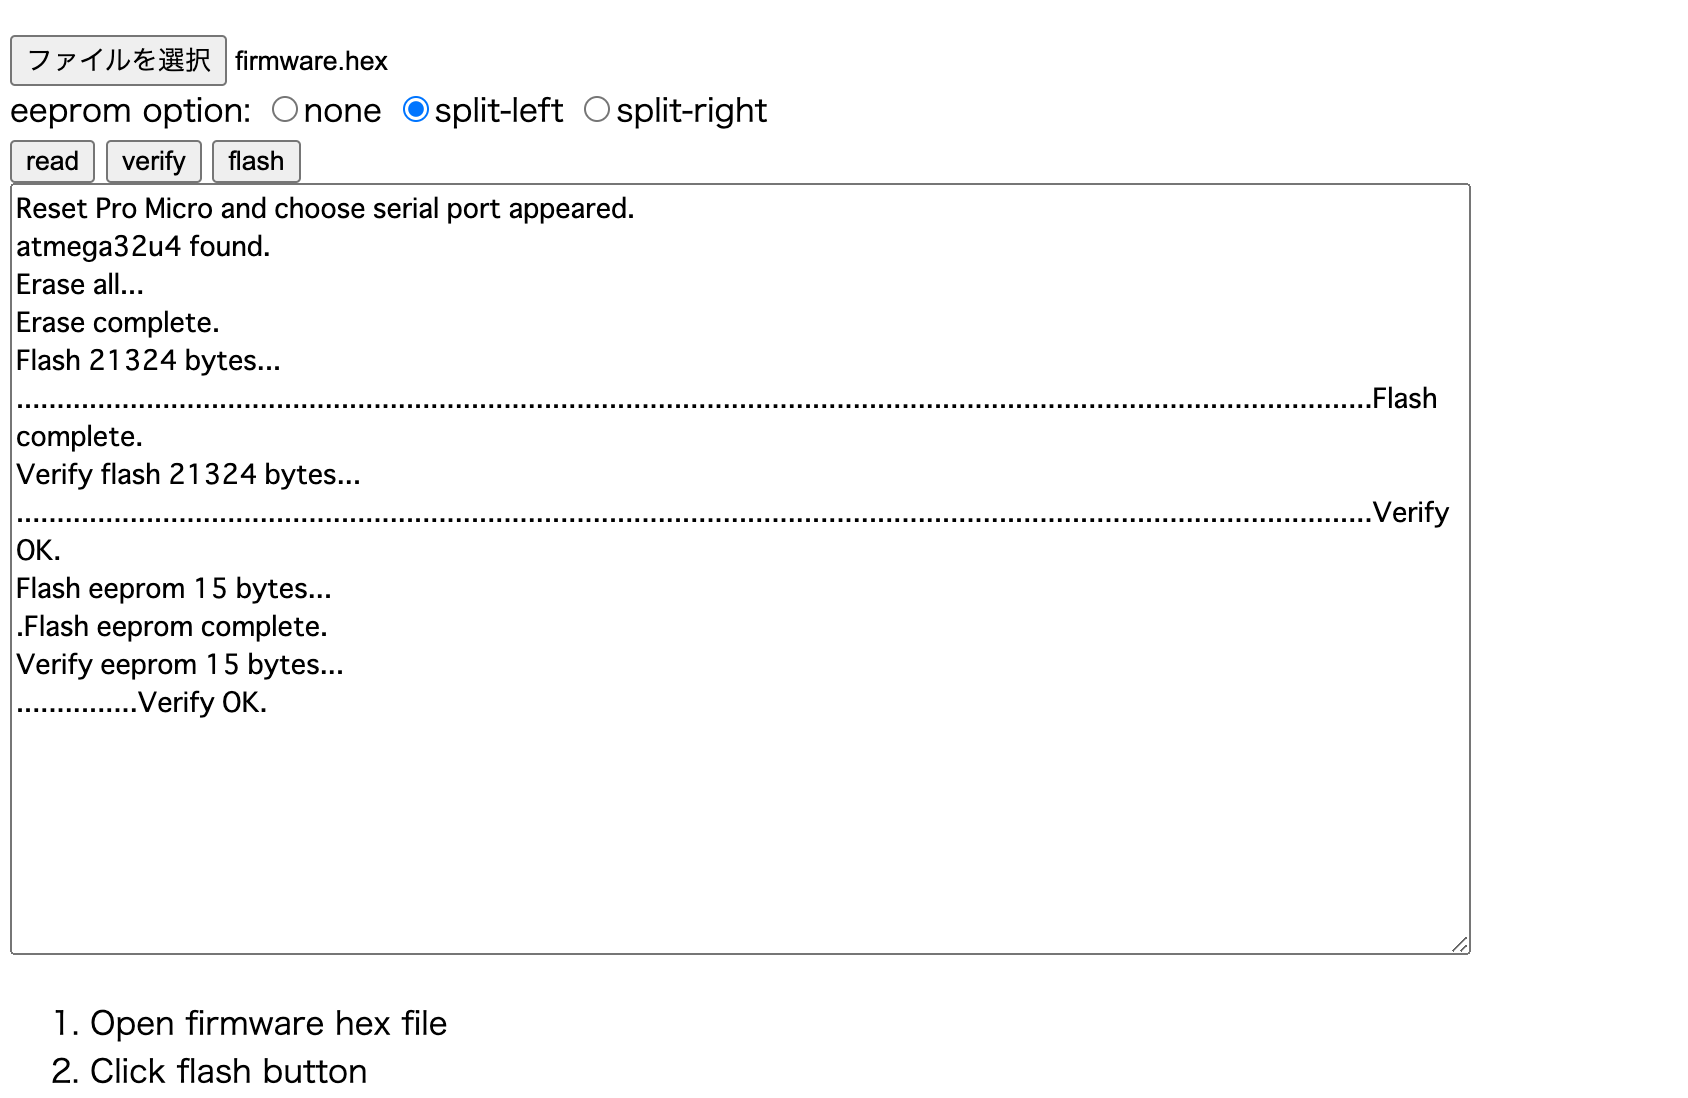 ファイルを選択 firmware.hex
eeprom option: none split-left split-right
read verify flash
Reset Pro Micro and choose serial port appeared.
atmega32u4 found.
Erase all...
Erase complete.
Flash 21324 bytes...
.......................................................................................................................................................................Flash
complete.
Verify flash 21324 bytes...
.......................................................................................................................................................................Verify
OK.
Flash eeprom 15 bytes...
.Flash eeprom complete.
Verify eeprom 15 bytes...
...............Verify OK.
1. Open firmware hex file
2. Click flash button